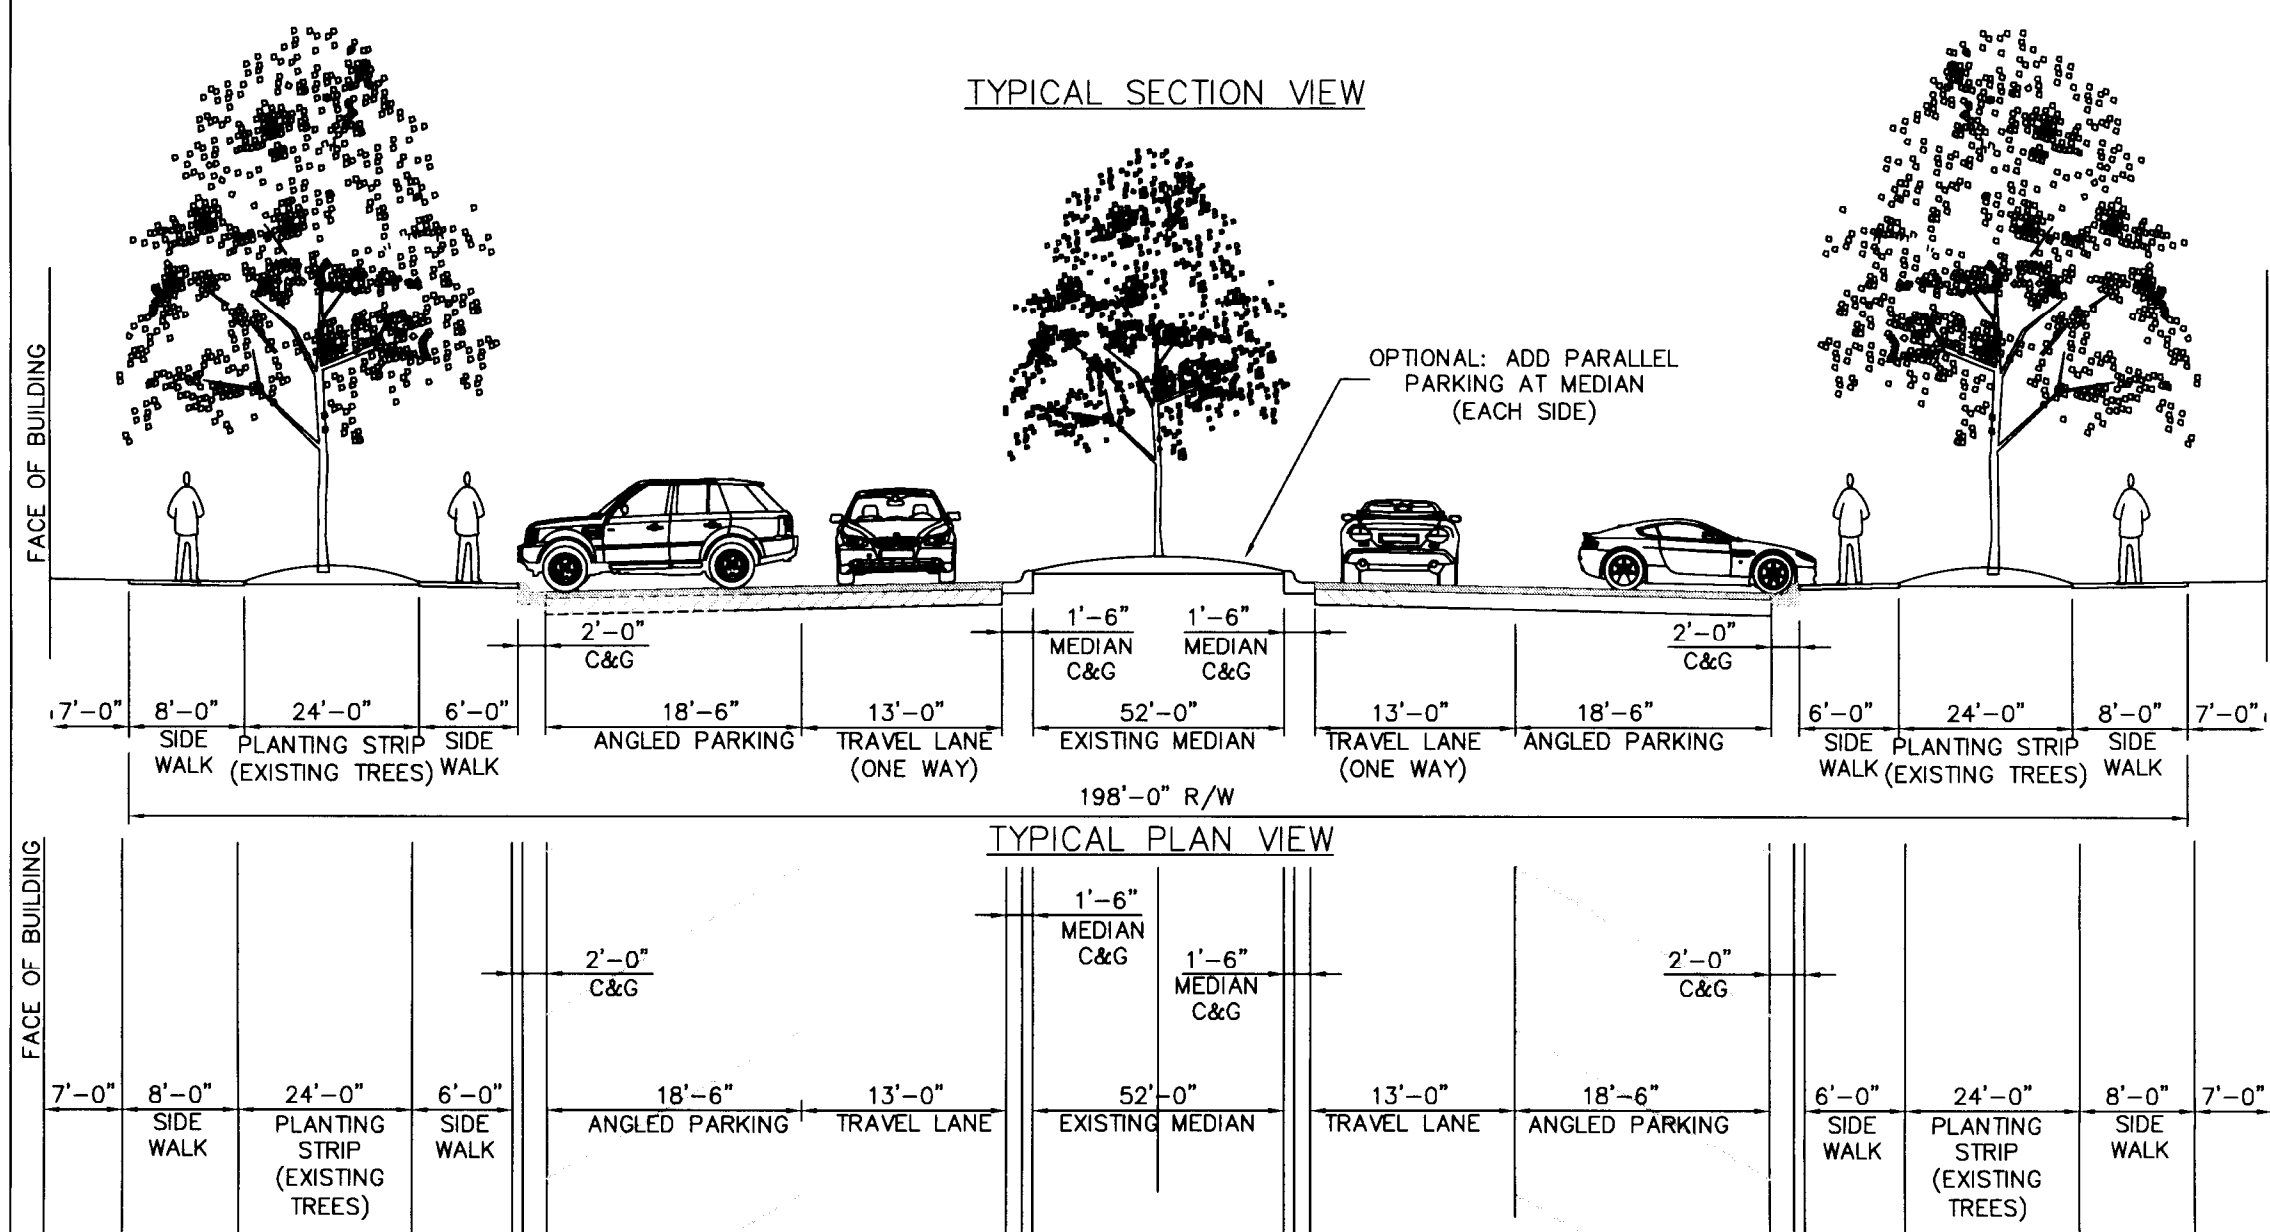 TYPICAL SECTION VIEW
OPTIONAL: ADD PARALLEL
PARKING AT MEDIAN
(EACH SIDE)
FACE OF BUILDING
2'-0"
C&G
1'-6"
MEDIAN
C&G
1'-6"
MEDIAN
C&G
2'-0"
C&G
7'-0"
8'-0"
SIDE
WALK
24'-0"
PLANTING STRIP
(EXISTING TREES)
6'-0"
SIDE
WALK
18'-6"
ANGLED PARKING
13'-0"
TRAVEL LANE
(ONE WAY)
52'-0"
EXISTING MEDIAN
13'-0"
TRAVEL LANE
(ONE WAY)
18'-6"
ANGLED PARKING
6'-0"
SIDE
WALK
24'-0"
PLANTING STRIP
(EXISTING TREES)
8'-0"
SIDE
WALK
7'-0"
198'-0" R/W
TYPICAL PLAN VIEW
FACE OF BUILDING
2'-0"
C&G
1'-6"
MEDIAN
C&G
1'-6"
MEDIAN
C&G
2'-0"
C&G
7'-0"
8'-0"
SIDE
WALK
24'-0"
PLANTING
STRIP
(EXISTING
TREES)
6'-0"
SIDE
WALK
18'-6"
ANGLED PARKING
13'-0"
TRAVEL LANE
52'-0"
EXISTING MEDIAN
13'-0"
TRAVEL LANE
18'-6"
ANGLED PARKING
6'-0"
SIDE
WALK
24'-0"
PLANTING
STRIP
(EXISTING
TREES)
8'-0"
SIDE
WALK
7'-0"